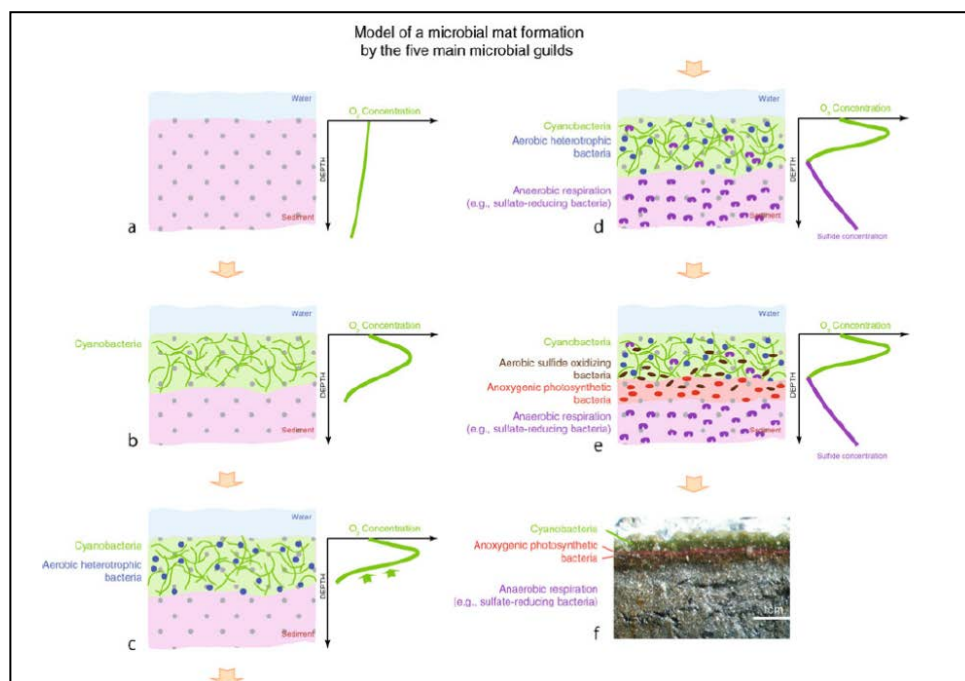 Model of a microbial mat formation
by the five main microbial guilds
Water
O2 Concentration
DEPTH
Sediment
a
Cyanobacteria
Water
O2 Concentration
DEPTH
Sediment
b
Cyanobacteria
Aerobic heterotrophic
bacteria
Water
O2 Concentration
DEPTH
Sediment
c
Cyanobacteria
Aerobic heterotrophic
bacteria
Anaerobic respiration
(e.g., sulfate-reducing bacteria)
Water
O2 Concentration
DEPTH
Sediment
d
Sulfide concentration
Cyanobacteria
Aerobic sulfide oxidizing
bacteria
Anoxygenic photosynthetic
bacteria
Anaerobic respiration
(e.g., sulfate-reducing bacteria)
Water
O2 Concentration
DEPTH
Sediment
e
Sulfide concentration
Cyanobacteria
Anoxygenic photosynthetic
bacteria
Anaerobic respiration
(e.g., sulfate-reducing bacteria)
1cm
f